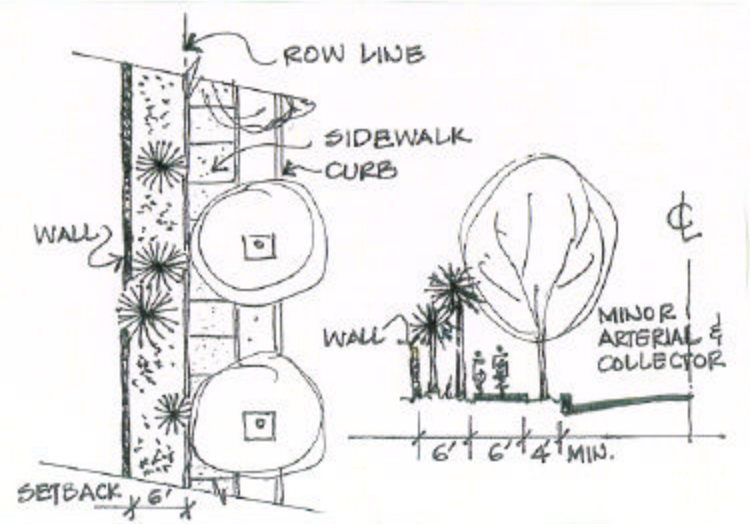 ROW LINE
SIDEWALK
CURB
WALL
SETBACK 6'
WALL
℄
MINOR
ARTERIAL &
COLLECTOR
6' 6' 4' MIN.